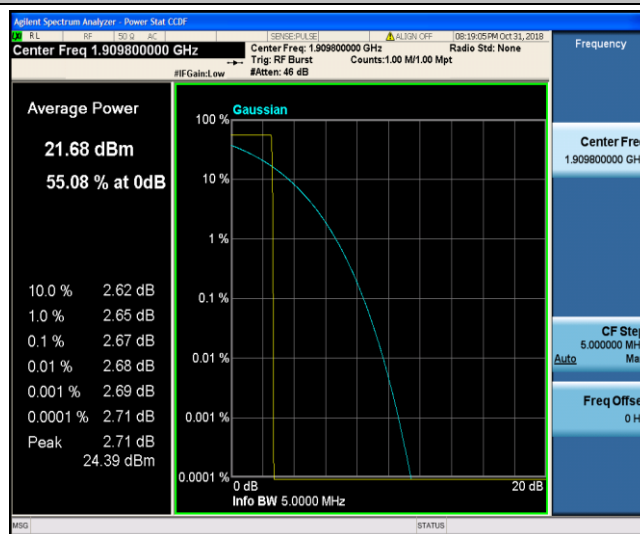 Agilent Spectrum Analyzer - Power Stat CCDF
RL RF 50 Ω AC SENSE:PULSE ALIGN OFF 08:19:05 PM Oct 31, 2018
Center Freq 1.909800000 GHz
Center Freq: 1.909800000 GHz Radio Std: None
Trig: RF Burst Counts:1.00 M/1.00 Mpt
#IFGain:Low #Atten: 46 dB
Frequency
Average Power
21.68 dBm
55.08 % at 0dB
10.0 % 2.62 dB
1.0 % 2.65 dB
0.1 % 2.67 dB
0.01 % 2.68 dB
0.001 % 2.69 dB
0.0001 % 2.71 dB
Peak 2.71 dB
24.39 dBm
Gaussian
100 %
10 %
1 %
0.1 %
0.01 %
0.001 %
0.0001 %
0 dB 20 dB
Info BW 5.0000 MHz
Center Fre
1.909800000 GH
CF Ste
5.000000 MH
Auto Ma
Freq Offse
0 H
MSG STATUS